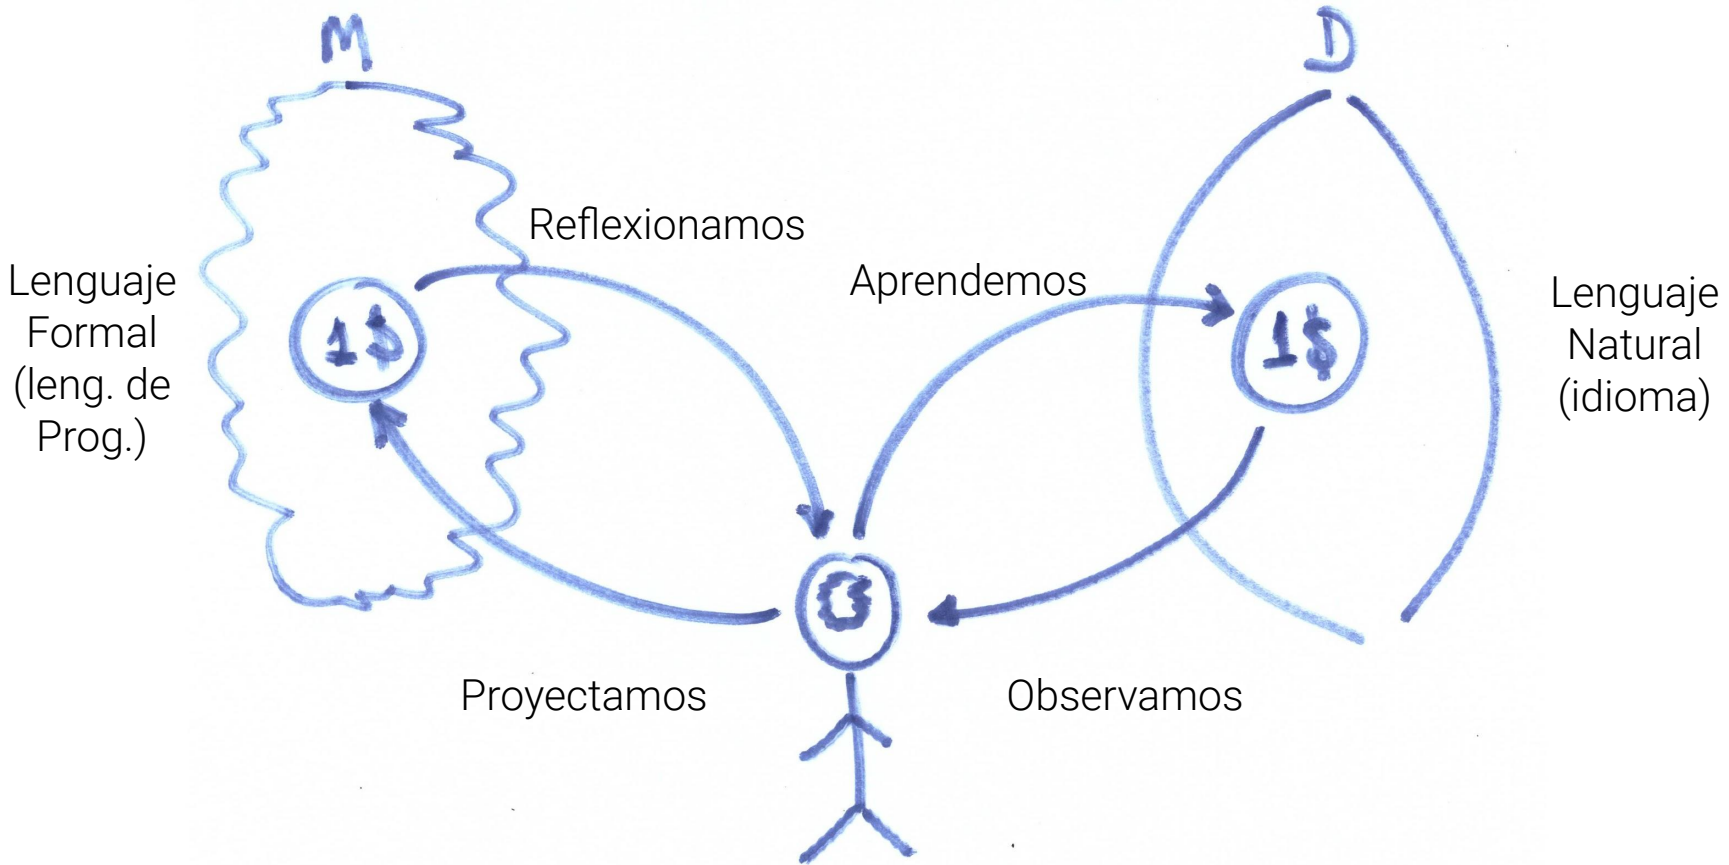 M
D
Reflexionamos
Aprendemos
Lenguaje
Formal
(leng. de
Prog.)
1$
1$
Lenguaje
Natural
(idioma)
Proyectamos
Observamos